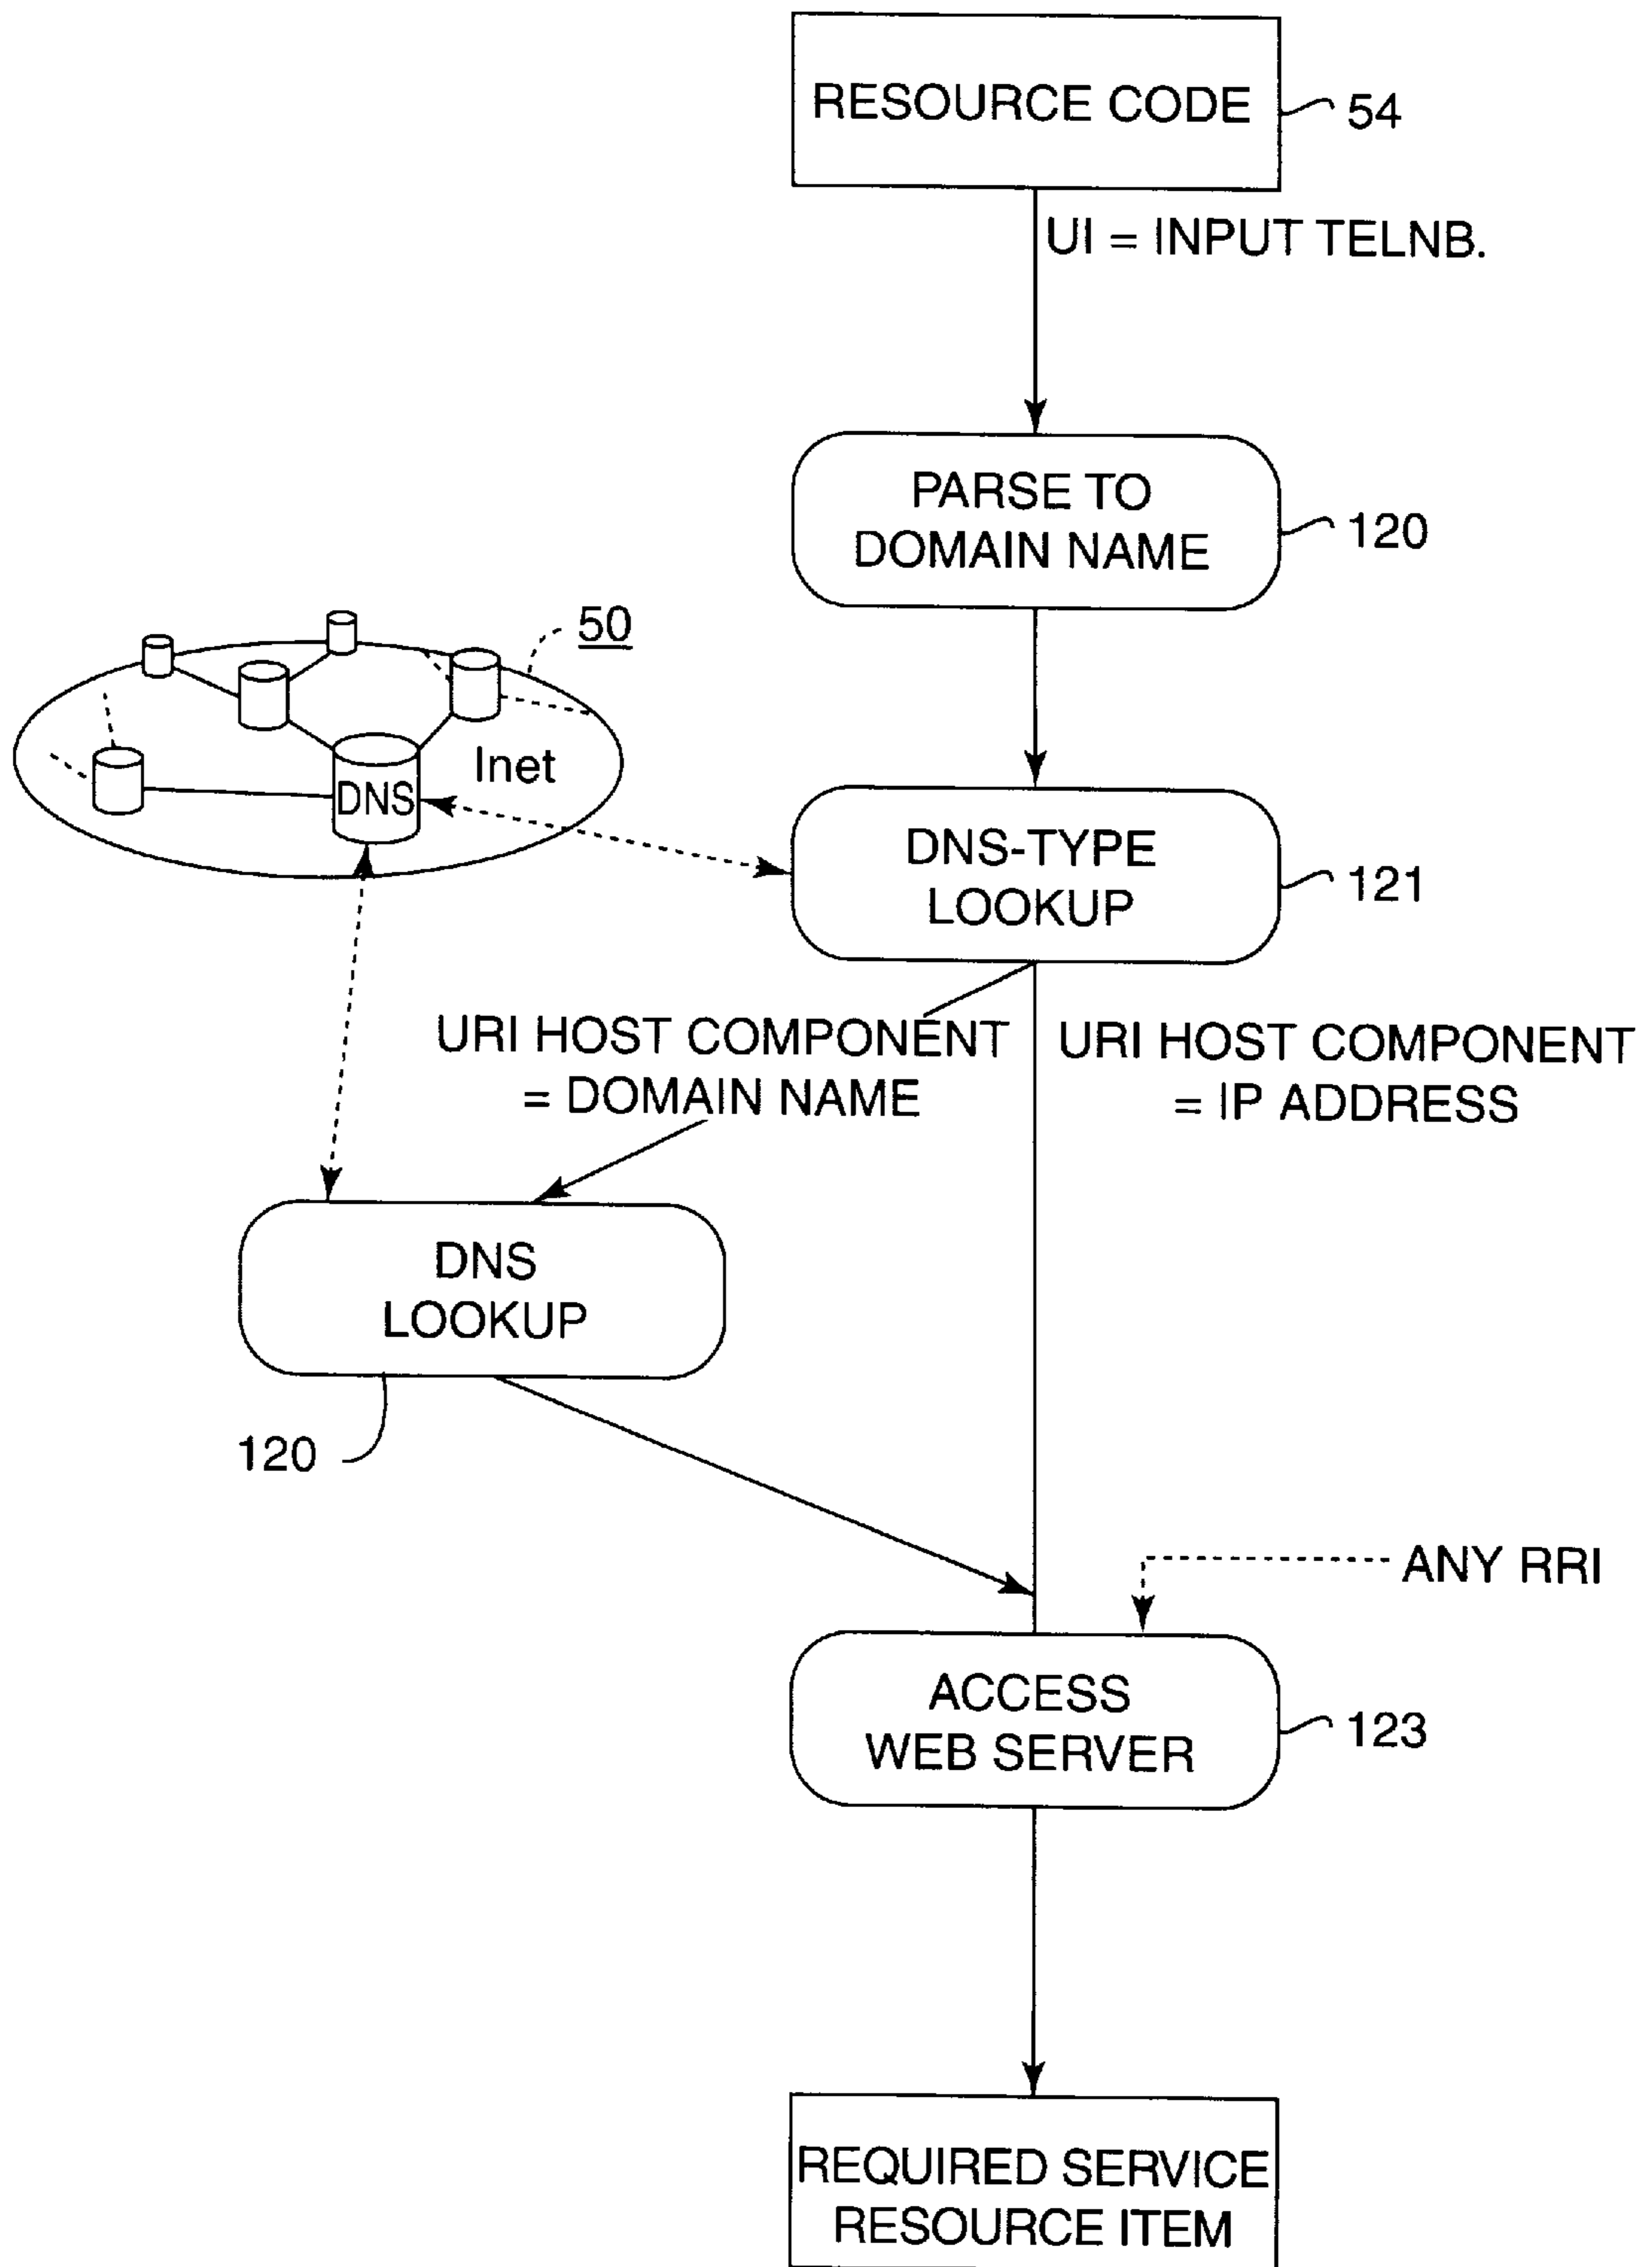 RESOURCE CODE
54
UI = INPUT TELNB.
PARSE TO
DOMAIN NAME
120
50
Inet
DNS
DNS-TYPE
LOOKUP
121
URI HOST COMPONENT
= DOMAIN NAME
URI HOST COMPONENT
= IP ADDRESS
DNS
LOOKUP
120
ANY RRI
ACCESS
WEB SERVER
123
REQUIRED SERVICE
RESOURCE ITEM